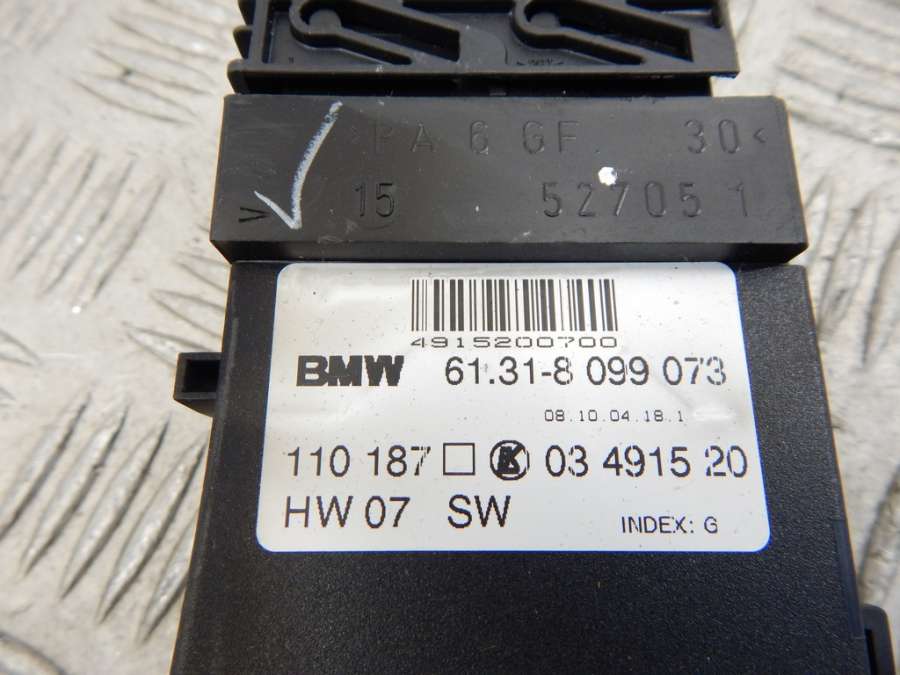 >PA 6 GF 30<
15 52705 1
4915200700
BMW 61.31-8 099 073
08.10.04.18.1
110 187 K 03 4915 20
HW 07 SW
INDEX: G